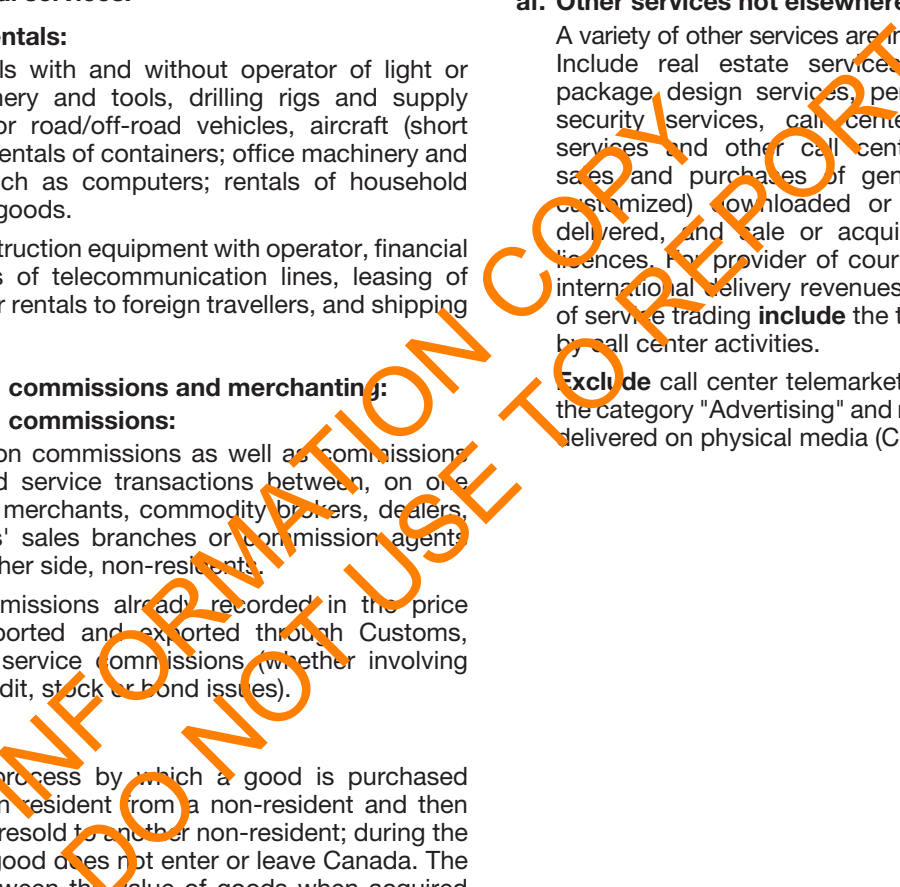 entals:
ls with and without operator of light or
nery and tools, drilling rigs and supply
or road/off-road vehicles, aircraft (short
entals of containers; office machinery and
ch as computers; rentals of household
goods.
truction equipment with operator, financial
s of telecommunication lines, leasing of
r rentals to foreign travellers, and shipping
commissions and merchanting:
commissions:
on commissions as well as commissions
d service transactions between, on one
merchants, commodity brokers, dealers,
s' sales branches or commission agents
her side, non-residents.
missions already recorded in the price
ported and exported through Customs,
service commissions (whether involving
dit, stock or bond issues).
process by which a good is purchased
n resident from a non-resident and then
resold to another non-resident; during the
good does not enter or leave Canada. The
ween the value of goods when acquired
af. Other services not elsewhere
A variety of other services are in
Include real estate services,
package design services, per
security services, call cente
services and other call cent
sales and purchases of gen
customized) downloaded or
delivered, and sale or acqui
licences. For provider of cour
international delivery revenues
of service trading include the t
by call center activities.
Exclude call center telemarket
the category "Advertising" and
delivered on physical media (C
INFORMATION COPY
DO NOT USE TO REPORT